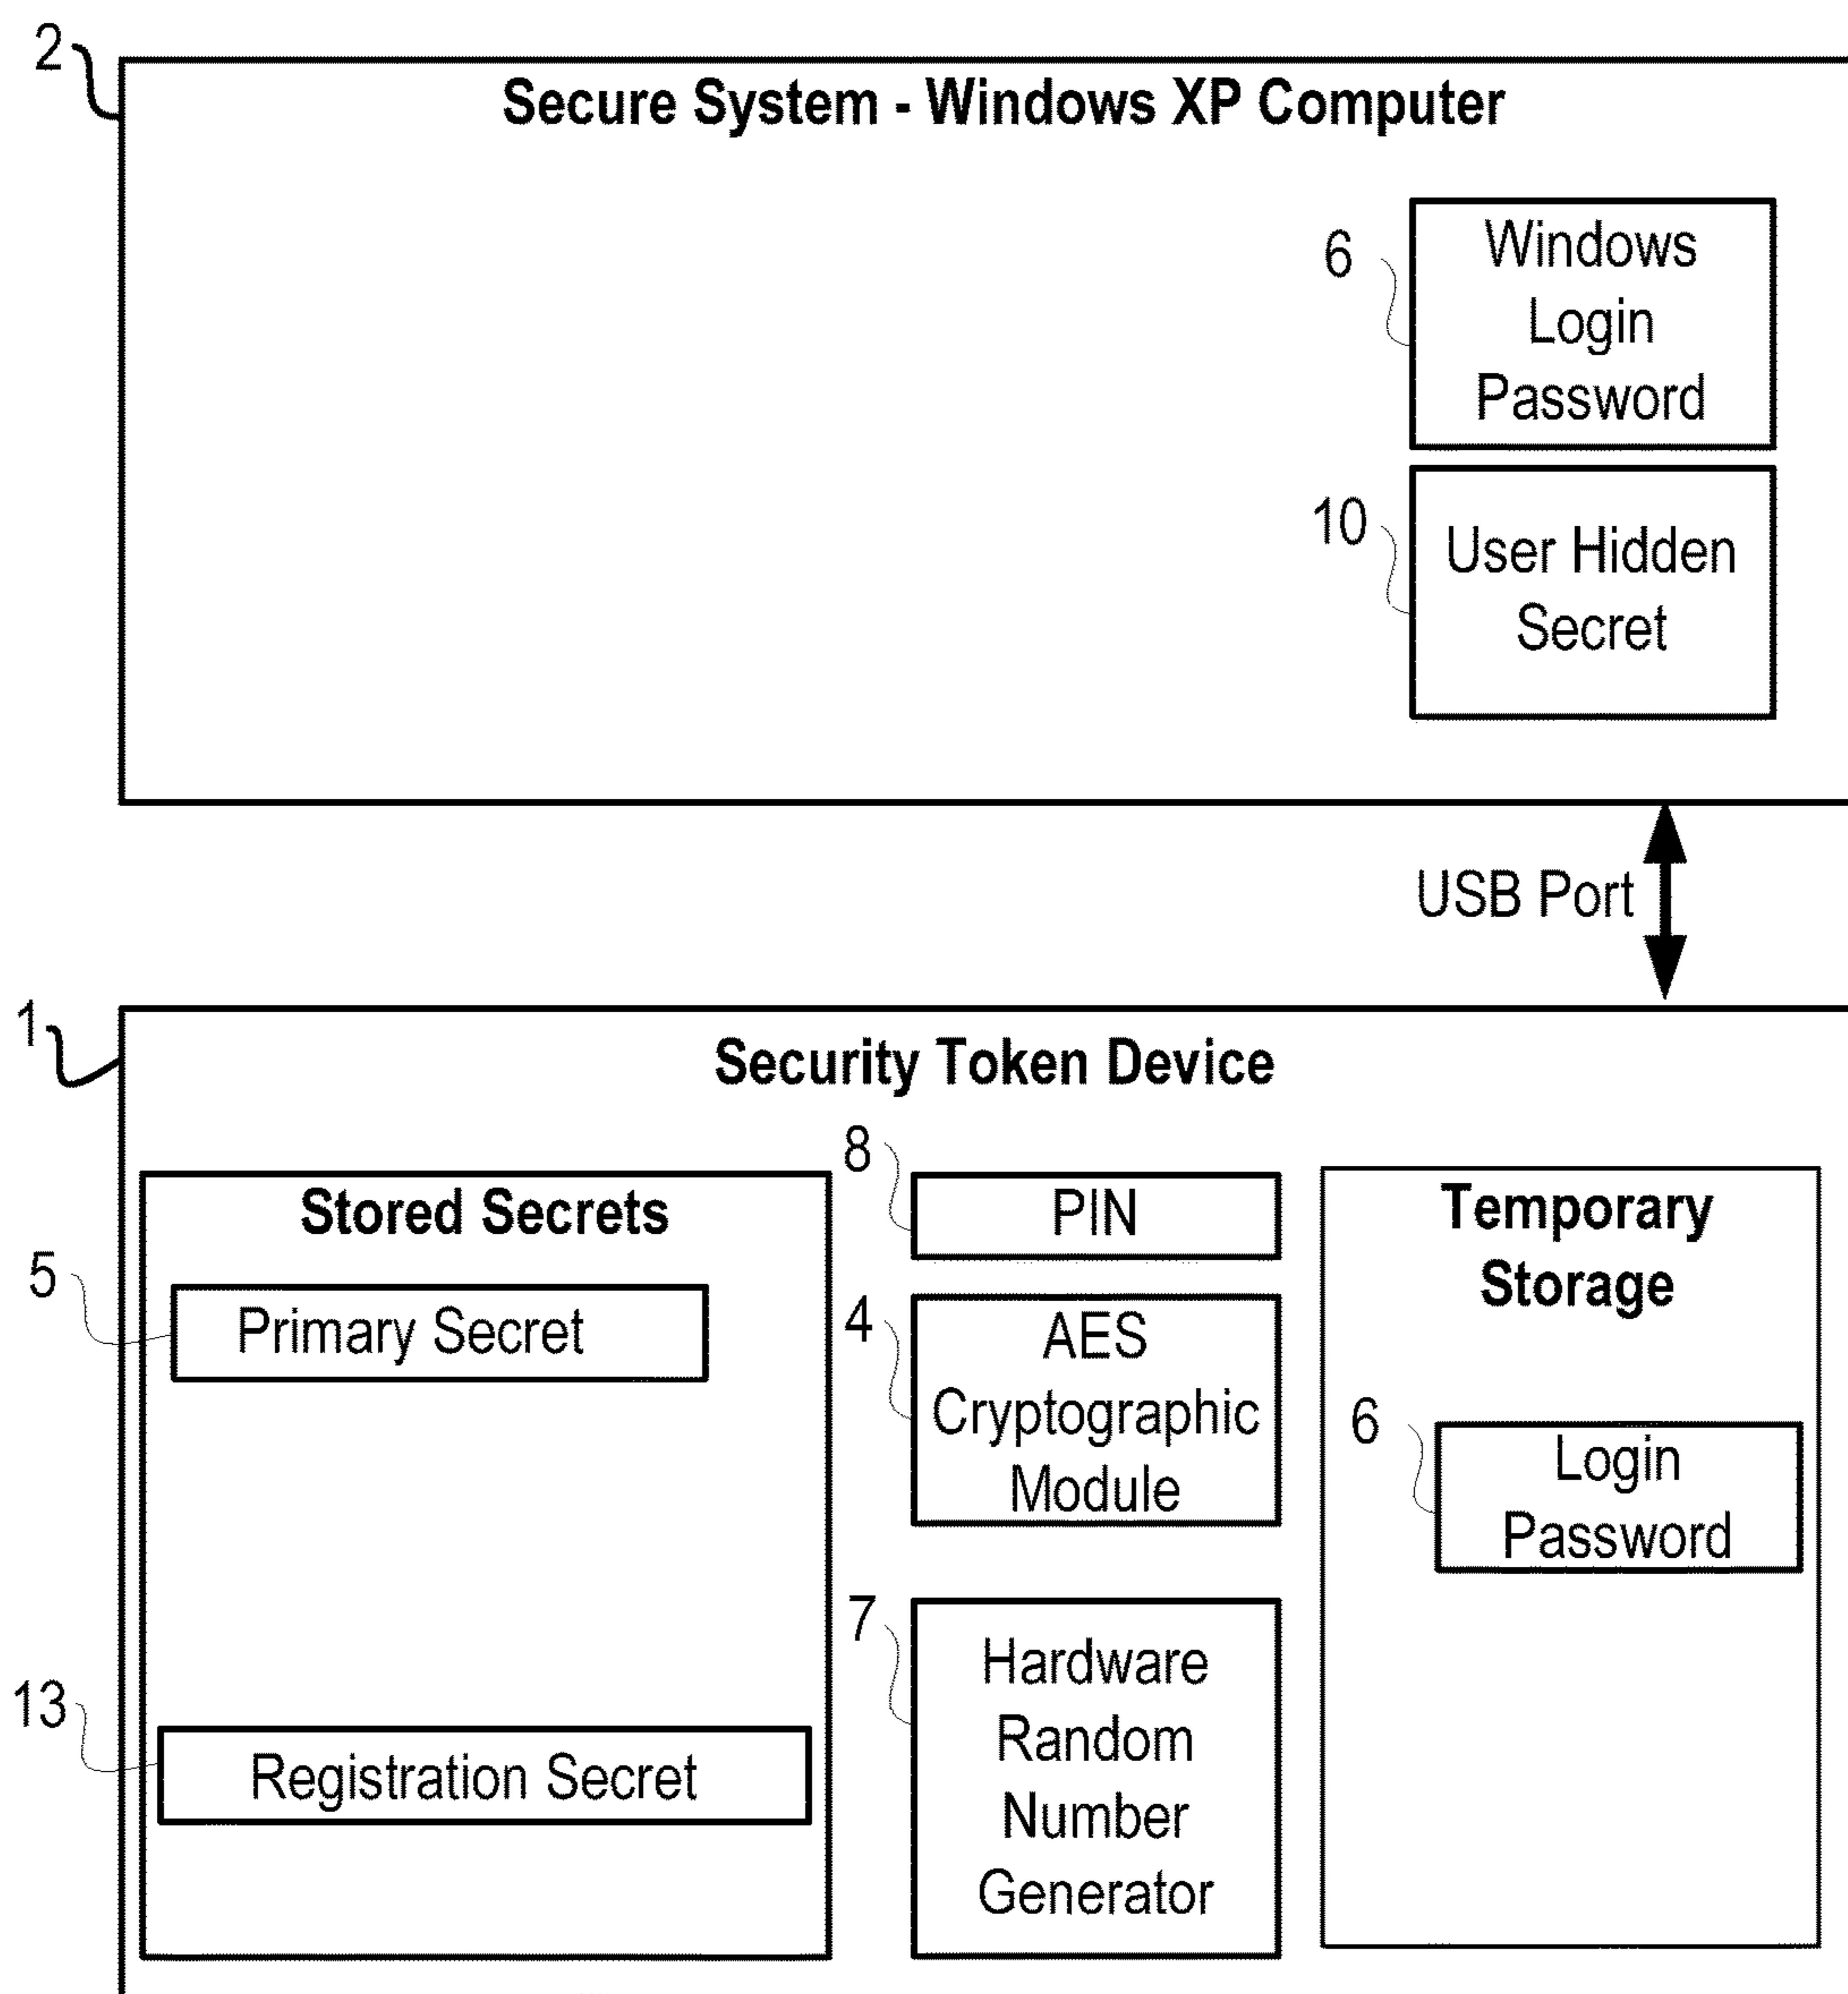 2
Secure System - Windows XP Computer
6
Windows
Login
Password
10
User Hidden
Secret
USB Port
1
Security Token Device
Stored Secrets
5
Primary Secret
13
Registration Secret
8
PIN
4
AES
Cryptographic
Module
7
Hardware
Random
Number
Generator
Temporary
Storage
6
Login
Password